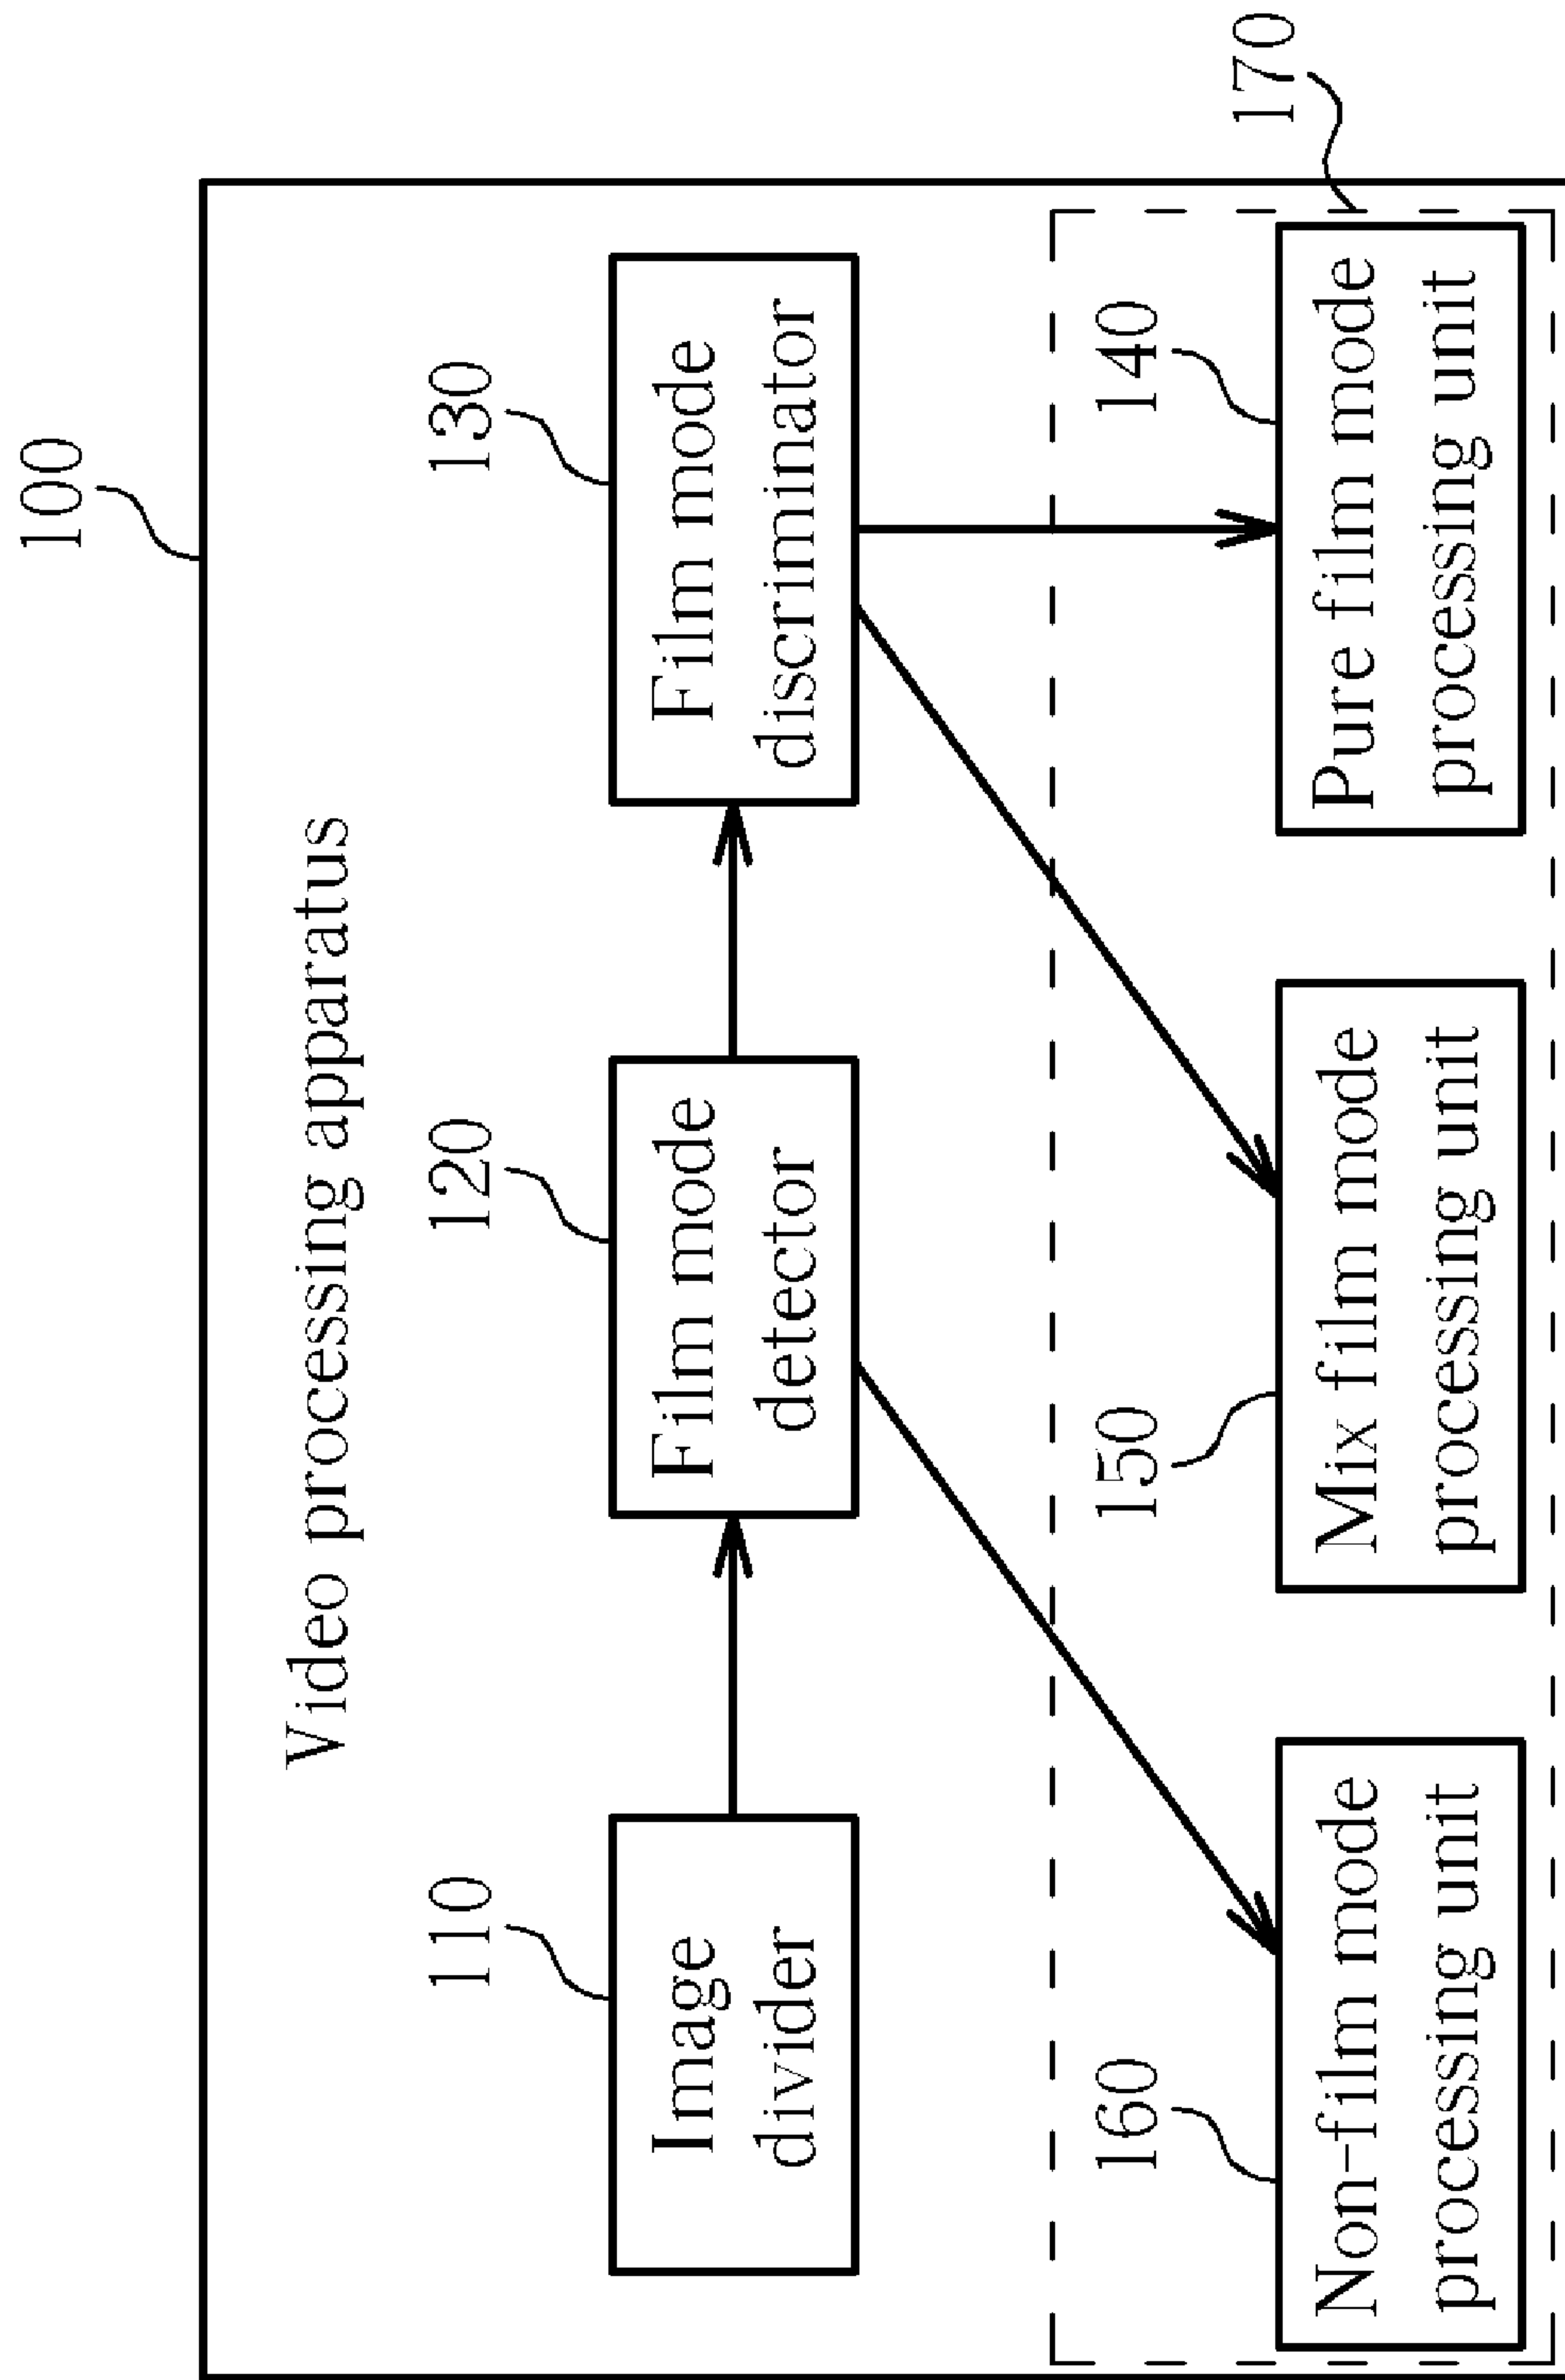 100
Video processing apparatus
110
120
130
Image
divider
Film mode
detector
Film mode
discriminator
160
150
140
170
Non-film mode
processing unit
Mix film mode
processing unit
Pure film mode
processing unit